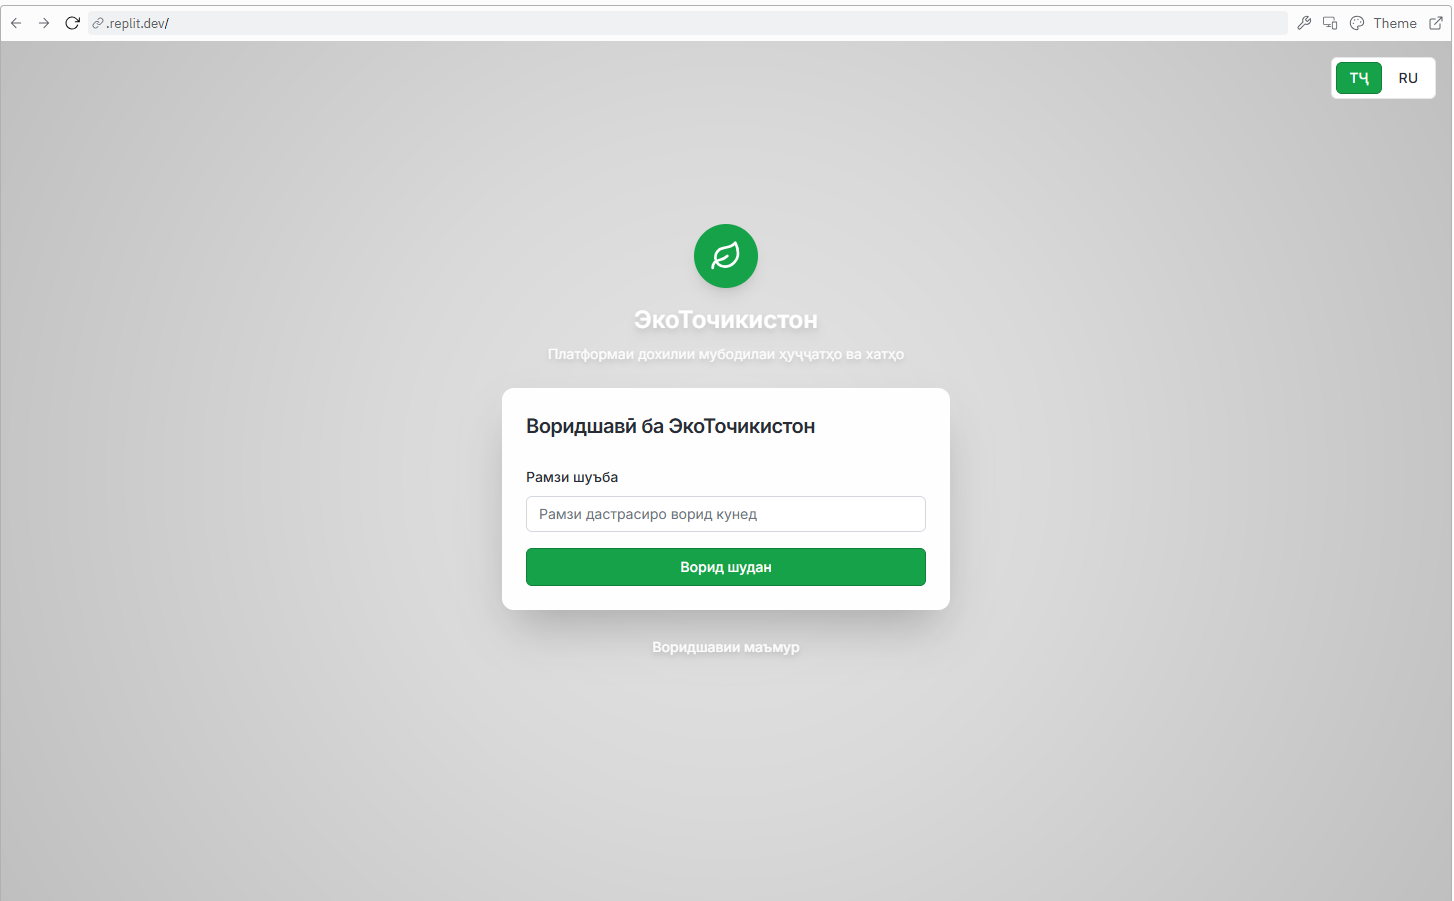 .replit.dev/
Theme
ТҶ RU
ЭкоТочикистон
Платформаи дохилии мубодилаи ҳуҷҷатҳо ва хатҳо
Воридшавӣ ба ЭкоТочикистон
Рамзи шуъба
Рамзи дастрасиро ворид кунед
Ворид шудан
Воридшавии маъмур